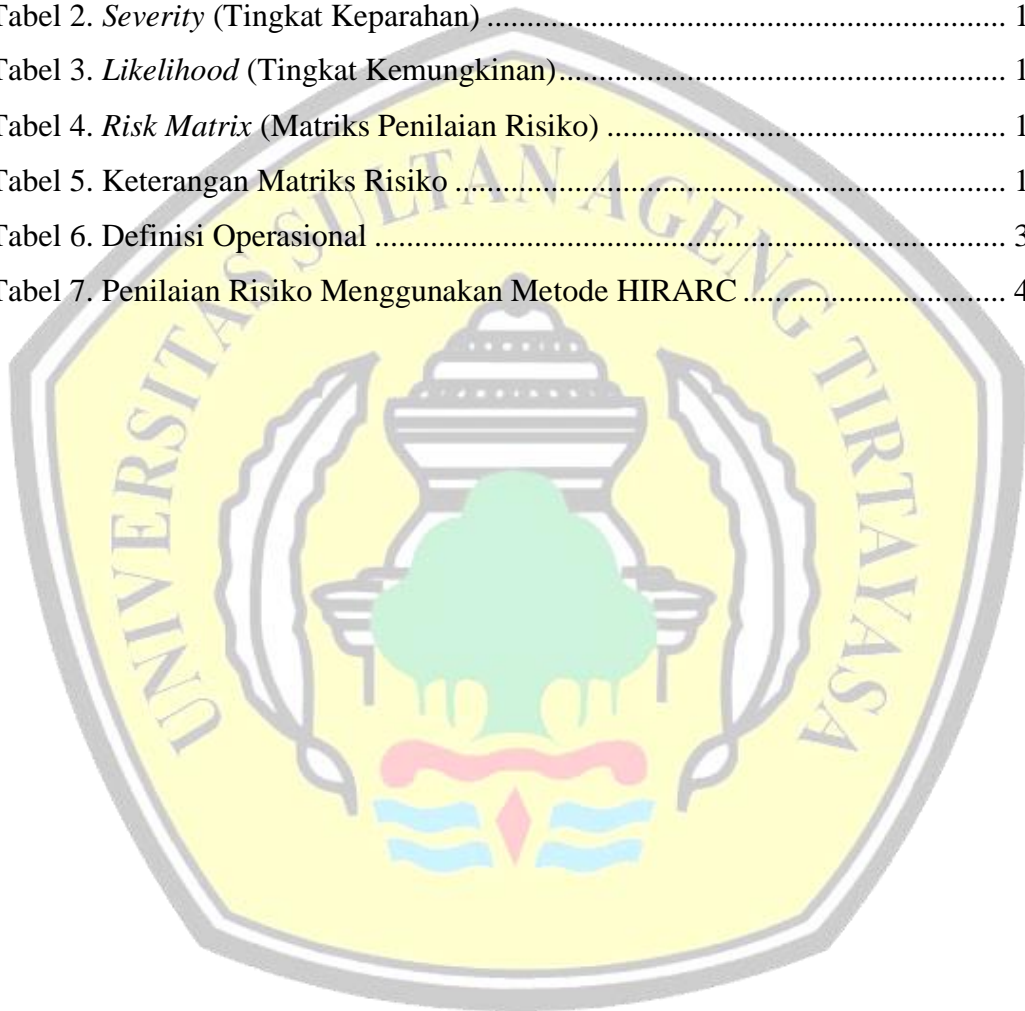 Tabel 2. Severity (Tingkat Keparahan) ........................................................................ 1
Tabel 3. Likelihood (Tingkat Kemungkinan)............................................................. 1
Tabel 4. Risk Matrix (Matriks Penilaian Risiko) ....................................................... 1
Tabel 5. Keterangan Matriks Risiko ........................................................................... 1
Tabel 6. Definisi Operasional ..................................................................................... 3
Tabel 7. Penilaian Risiko Menggunakan Metode HIRARC ...................................... 4
UNIVERSITAS SULTAN AGENG TIRTAYASA